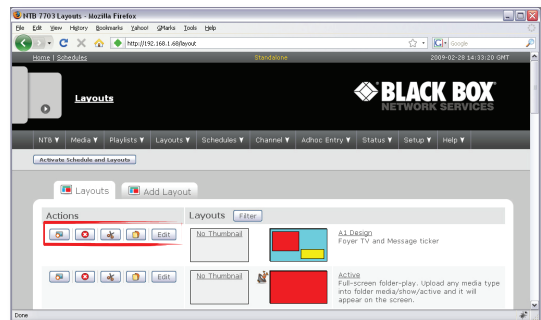 NTB 7703 Layouts - Mozilla Firefox
File Edit View History Bookmarks Yahoo! GMarks Tools Help
http://192.168.1.68/layout
Google
Home | Schedules
Standalone
2009-02-28 14:33:20 GMT
Layouts
BLACK BOX
NETWORK SERVICES
NTB Media Playlists Layouts Schedules Channel Adhoc Entry Status Setup Help
Activate Schedule and Layouts
Layouts Add Layout
Actions Layouts Filter
Edit No Thumbnail A1 Design
Foyer TV and Message ticker
Edit No Thumbnail Active
Full-screen folder-play. Upload any media type
into folder media/show/active and it will
appear on the screen.
Done